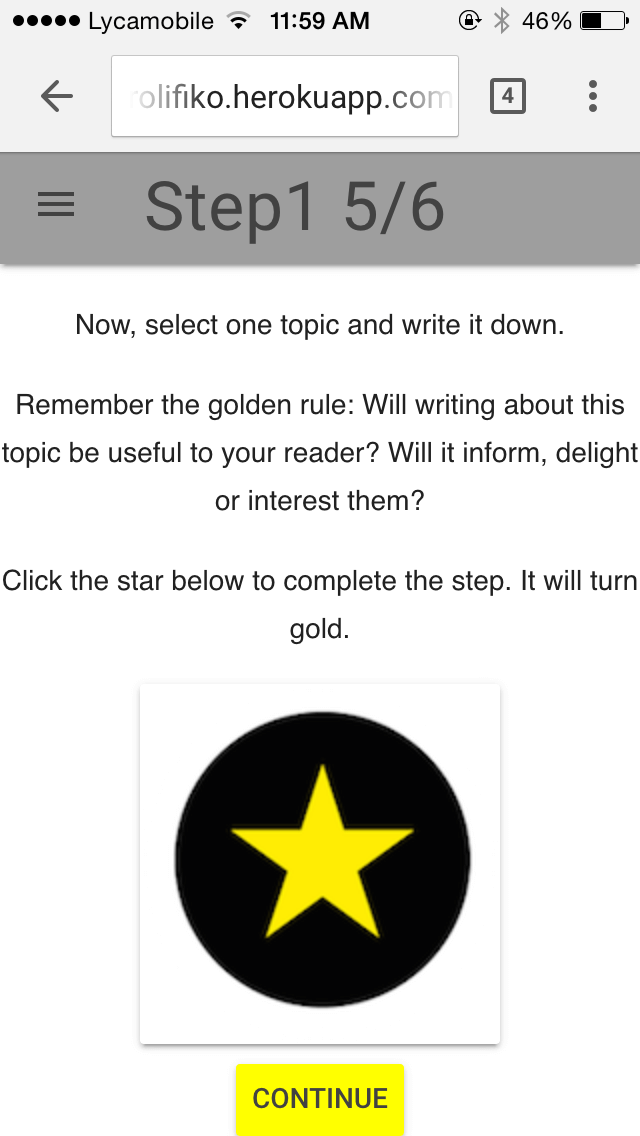 Lycamobile 11:59 AM 46%
olifiko.herokuapp.com 4
Step1 5/6
Now, select one topic and write it down.
Remember the golden rule: Will writing about this
topic be useful to your reader? Will it inform, delight
or interest them?
Click the star below to complete the step. It will turn
gold.
CONTINUE